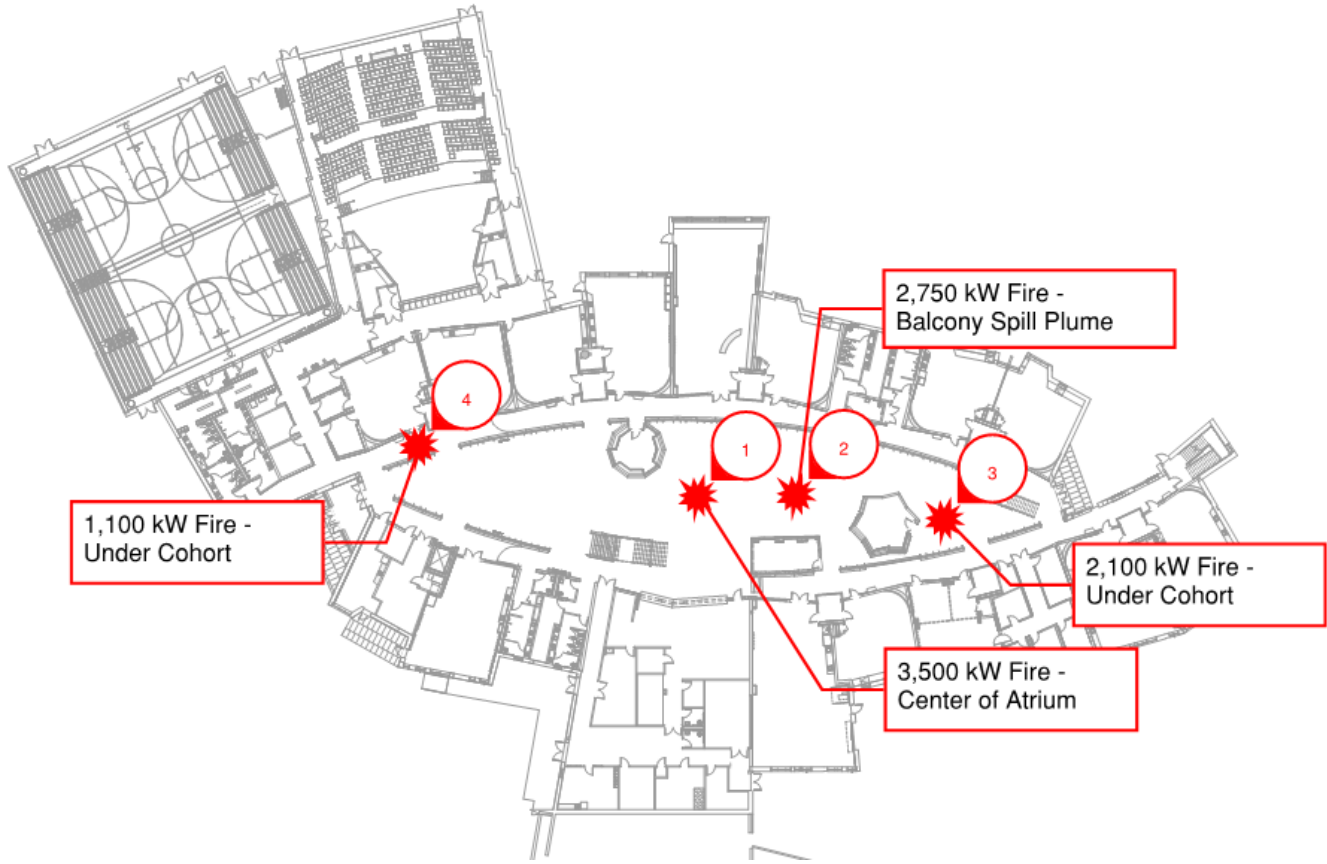 2,750 kW Fire -
Balcony Spill Plume
4
1
2
3
1,100 kW Fire -
Under Cohort
2,100 kW Fire -
Under Cohort
3,500 kW Fire -
Center of Atrium